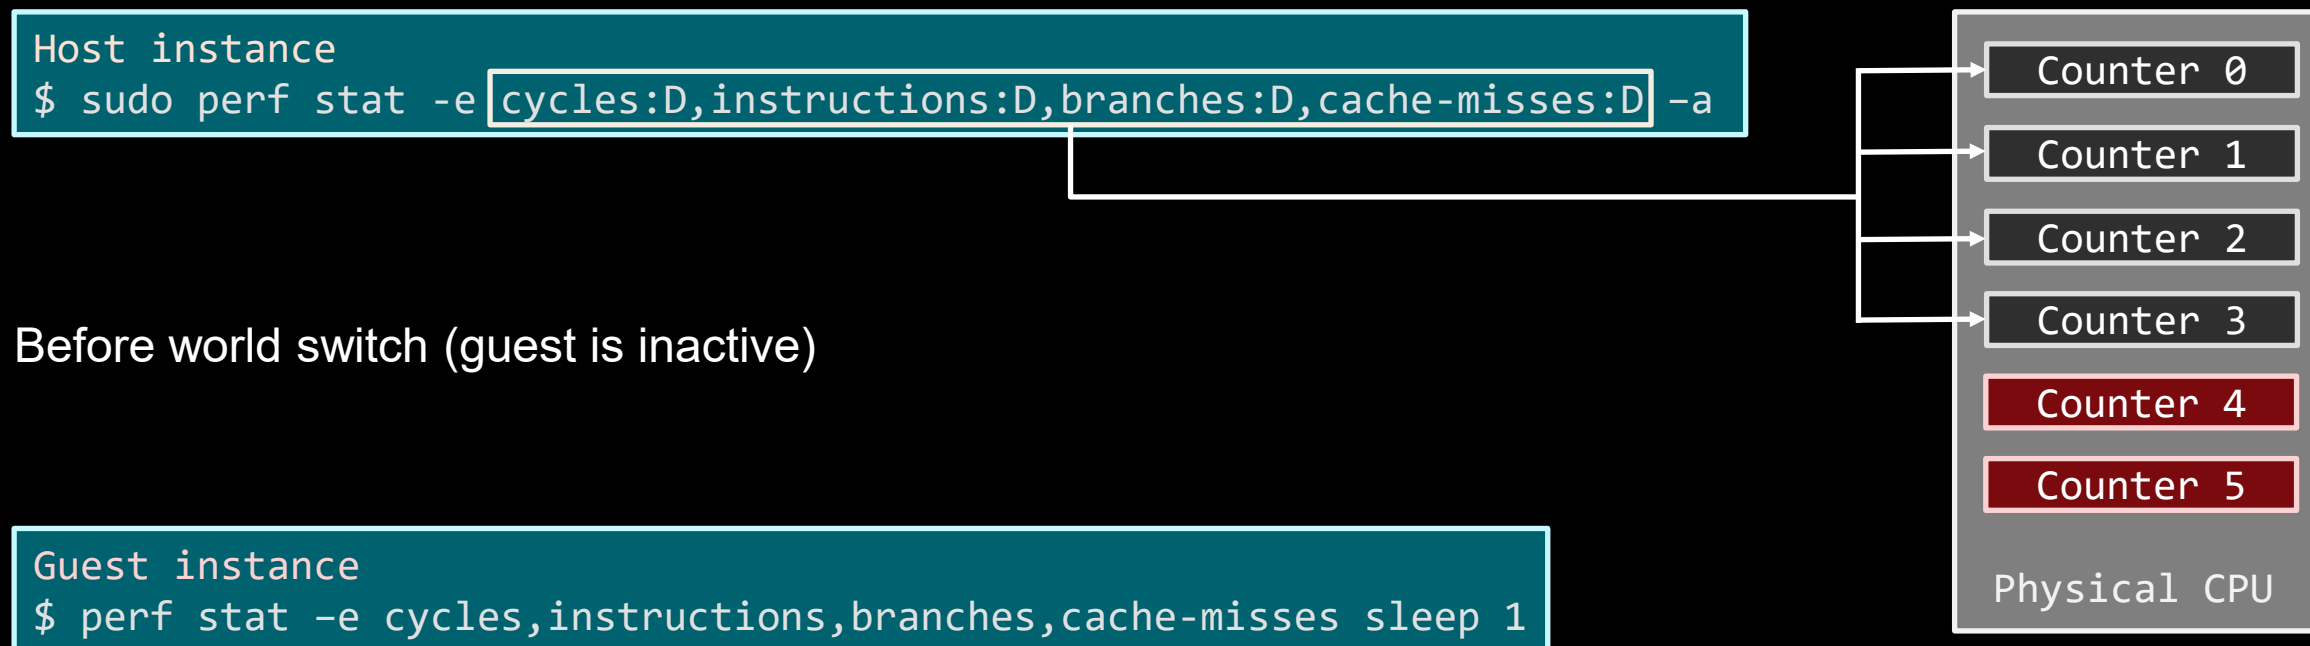 Host instance
$ sudo perf stat -e cycles:D,instructions:D,branches:D,cache-misses:D –a
Before world switch (guest is inactive)
Guest instance
$ perf stat –e cycles,instructions,branches,cache-misses sleep 1
Counter 0
Counter 1
Counter 2
Counter 3
Counter 4
Counter 5
Physical CPU